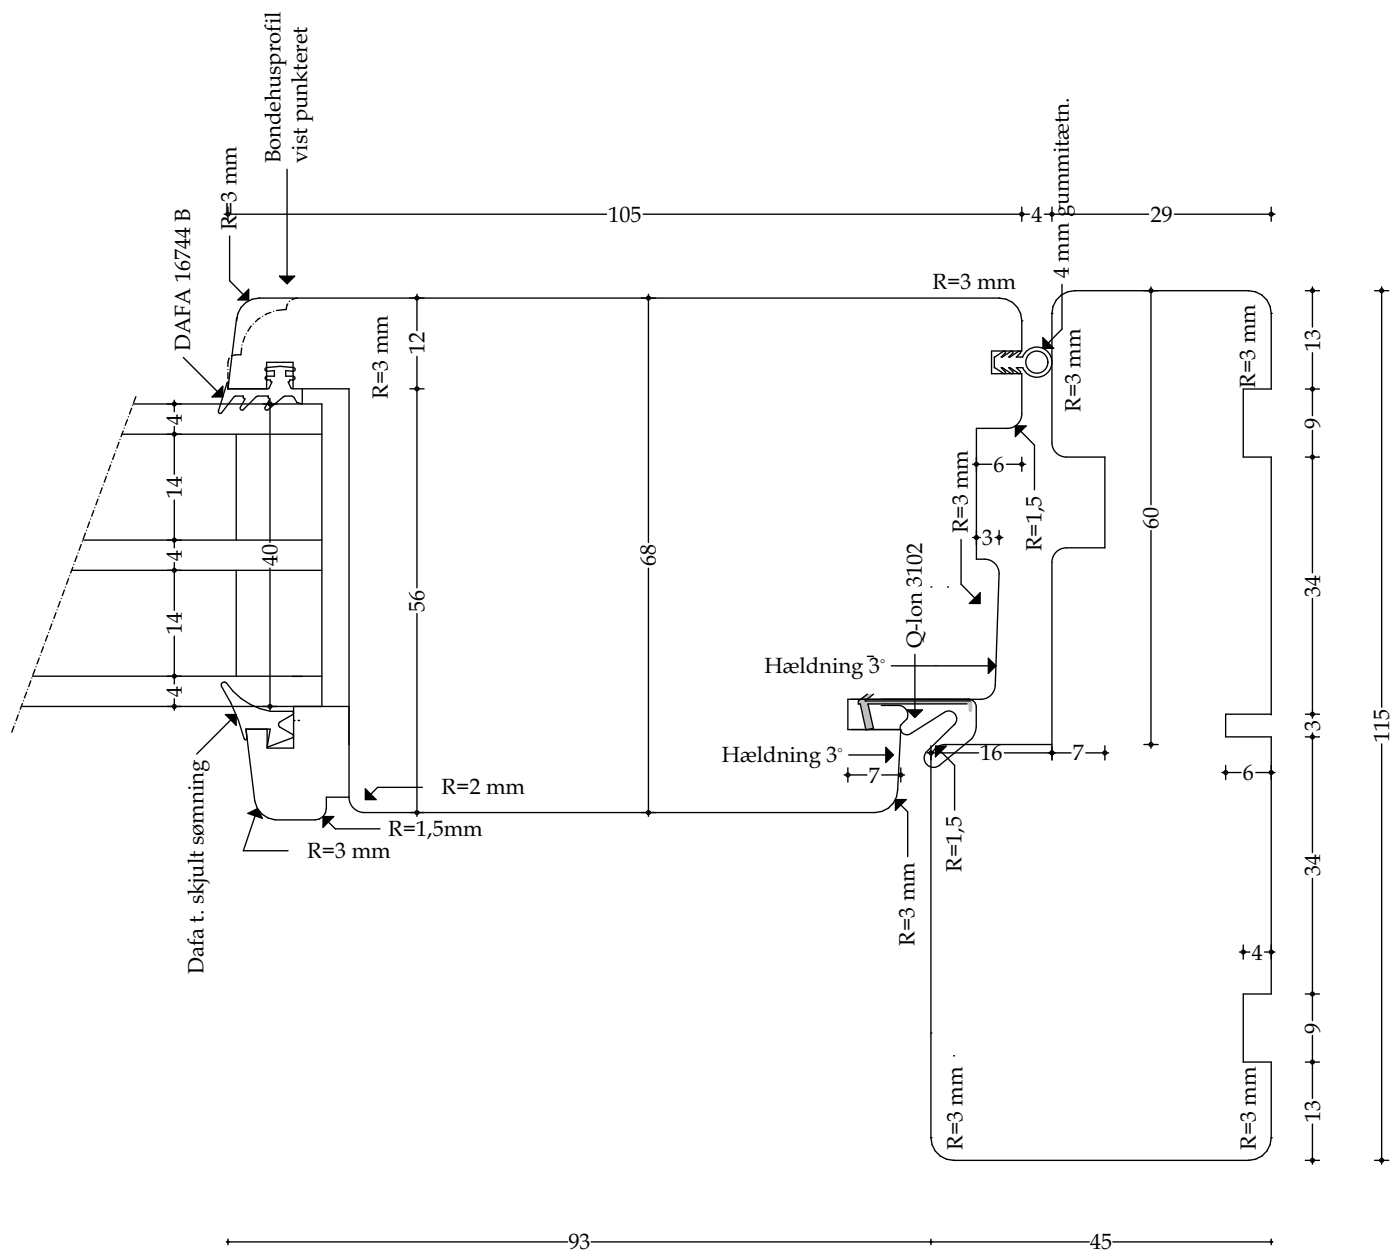 Bondehusprofil
vist punkteret
R=3 mm
DAFA 16744 B
4 mm gummitætn.
105
4
29
R=3 mm
R=3 mm
12
R=3 mm
R=3 mm
13
4
9
14
6
R=3 mm
R=1,5
60
4
40
68
3
56
Q-lon 3102
34
14
Hældning 3°
4
115
3
Hældning 3°
16
7
7
6
Dafa t. skjult sømning
R=2 mm
R=1,5mm
R=3 mm
R=1,5
R=3 mm
34
4
9
R=3 mm
R=3 mm
13
93
45